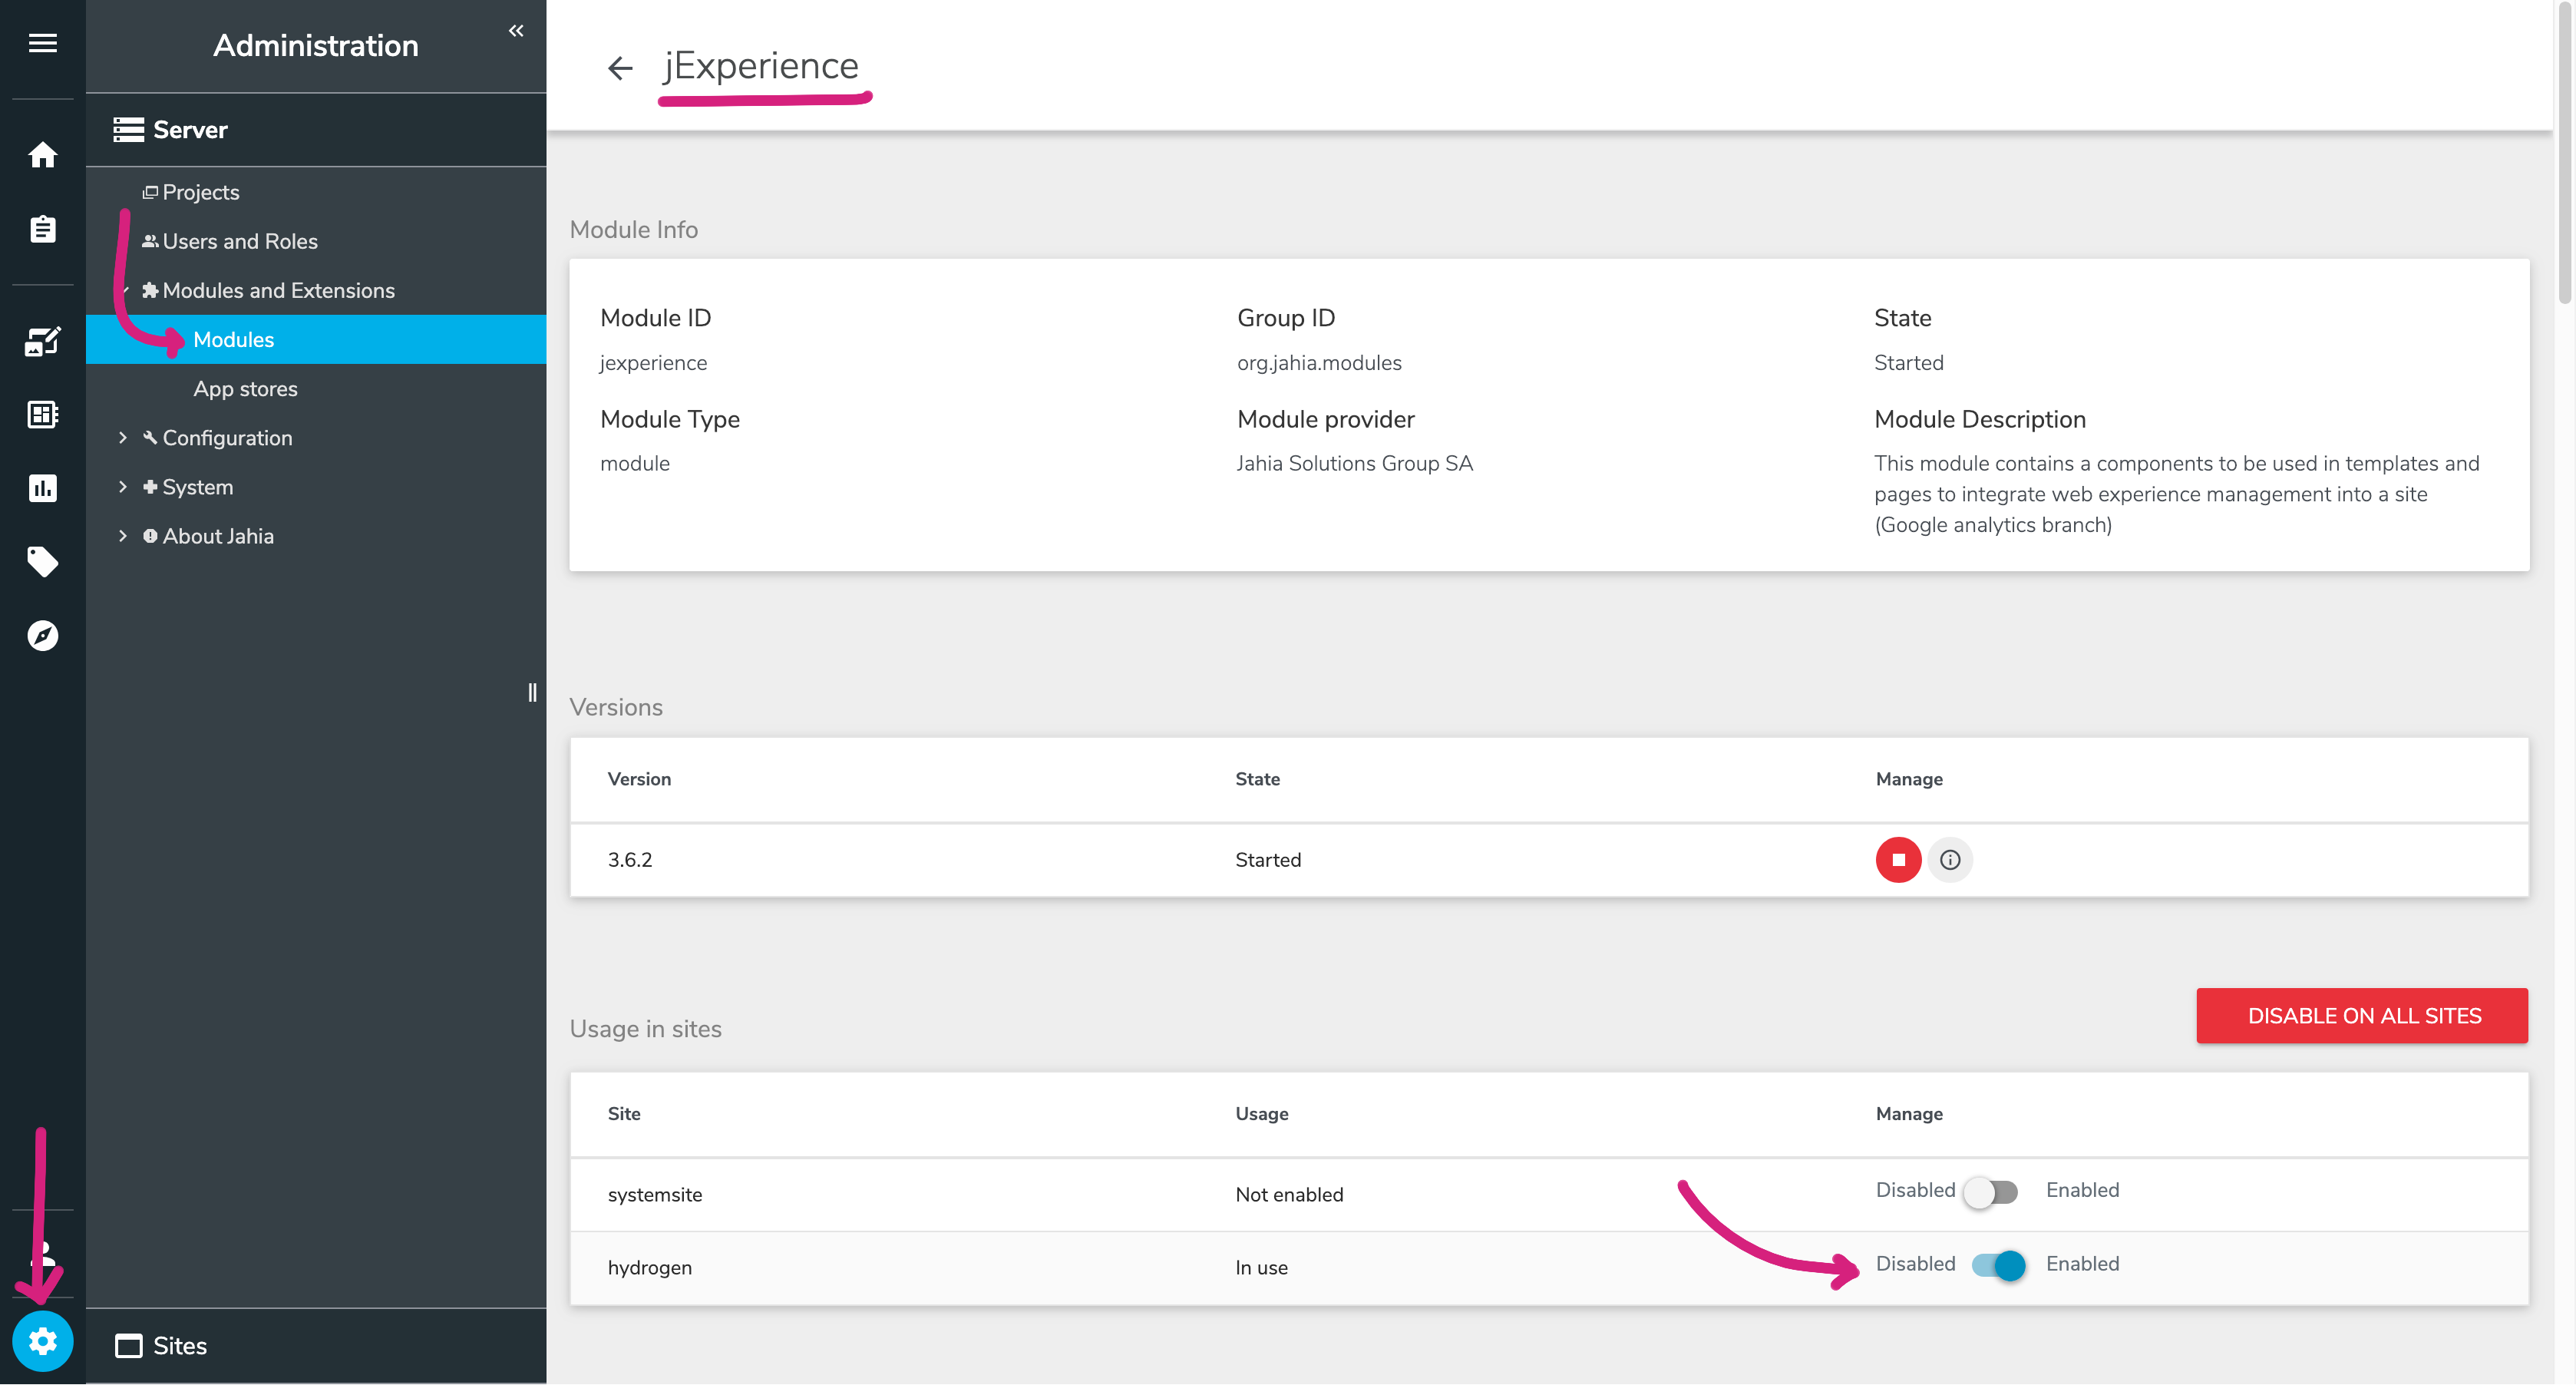 Administration
Server
Projects
Users and Roles
Modules and Extensions
Modules
App stores
Configuration
System
About Jahia
Sites
jExperience
Module Info
Module ID
Group ID
State
jexperience
org.jahia.modules
Started
Module Type
Module provider
Module Description
module
Jahia Solutions Group SA
This module contains a components to be used in templates and
pages to integrate web experience management into a site
(Google analytics branch)
Versions
Version
State
Manage
3.6.2
Started
Usage in sites
DISABLE ON ALL SITES
Site
Usage
Manage
systemsite
Not enabled
Disabled
Enabled
hydrogen
In use
Disabled
Enabled